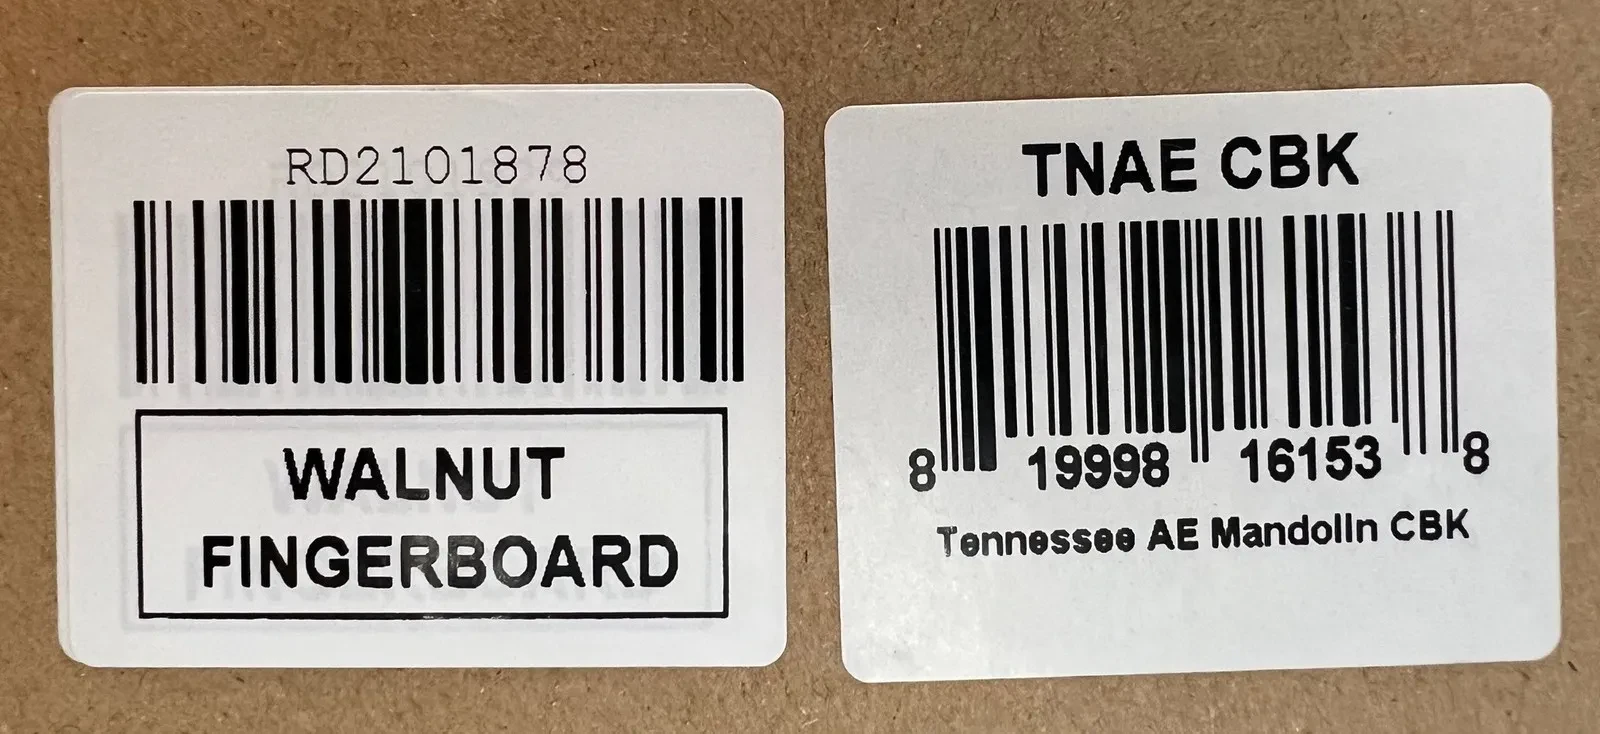 RD2101878
WALNUT
FINGERBOARD
TNAE CBK
8 19998 16153 8
Tennessee AE Mandolin CBK